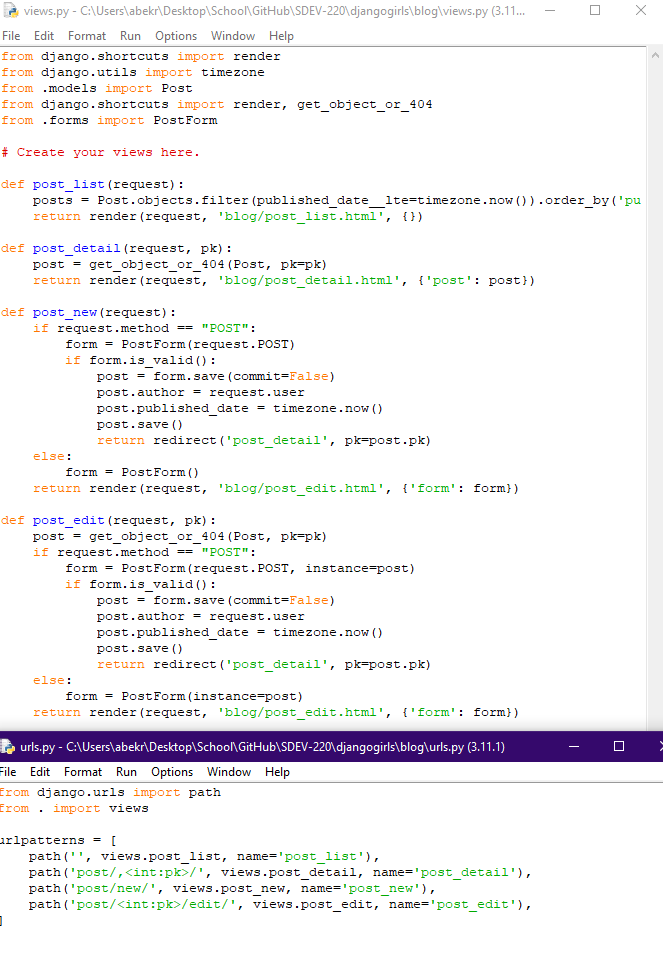 views.py - C:\Users\abekr\Desktop\School\GitHub\SDEV-220\djangogirls\blog\views.py (3.11...
File Edit Format Run Options Window Help
from django.shortcuts import render
from django.utils import timezone
from .models import Post
from django.shortcuts import render, get_object_or_404
from .forms import PostForm

# Create your views here.

def post_list(request):
    posts = Post.objects.filter(published_date__lte=timezone.now()).order_by('pu
    return render(request, 'blog/post_list.html', {})

def post_detail(request, pk):
    post = get_object_or_404(Post, pk=pk)
    return render(request, 'blog/post_detail.html', {'post': post})

def post_new(request):
    if request.method == "POST":
        form = PostForm(request.POST)
        if form.is_valid():
            post = form.save(commit=False)
            post.author = request.user
            post.published_date = timezone.now()
            post.save()
            return redirect('post_detail', pk=post.pk)
    else:
        form = PostForm()
    return render(request, 'blog/post_edit.html', {'form': form})

def post_edit(request, pk):
    post = get_object_or_404(Post, pk=pk)
    if request.method == "POST":
        form = PostForm(request.POST, instance=post)
        if form.is_valid():
            post = form.save(commit=False)
            post.author = request.user
            post.published_date = timezone.now()
            post.save()
            return redirect('post_detail', pk=post.pk)
    else:
        form = PostForm(instance=post)
    return render(request, 'blog/post_edit.html', {'form': form})
urls.py - C:\Users\abekr\Desktop\School\GitHub\SDEV-220\djangogirls\blog\urls.py (3.11.1)
File Edit Format Run Options Window Help
from django.urls import path
from . import views

urlpatterns = [
    path('', views.post_list, name='post_list'),
    path('post/,<int:pk>/', views.post_detail, name='post_detail'),
    path('post/new/', views.post_new, name='post_new'),
    path('post/<int:pk>/edit/', views.post_edit, name='post_edit'),
]